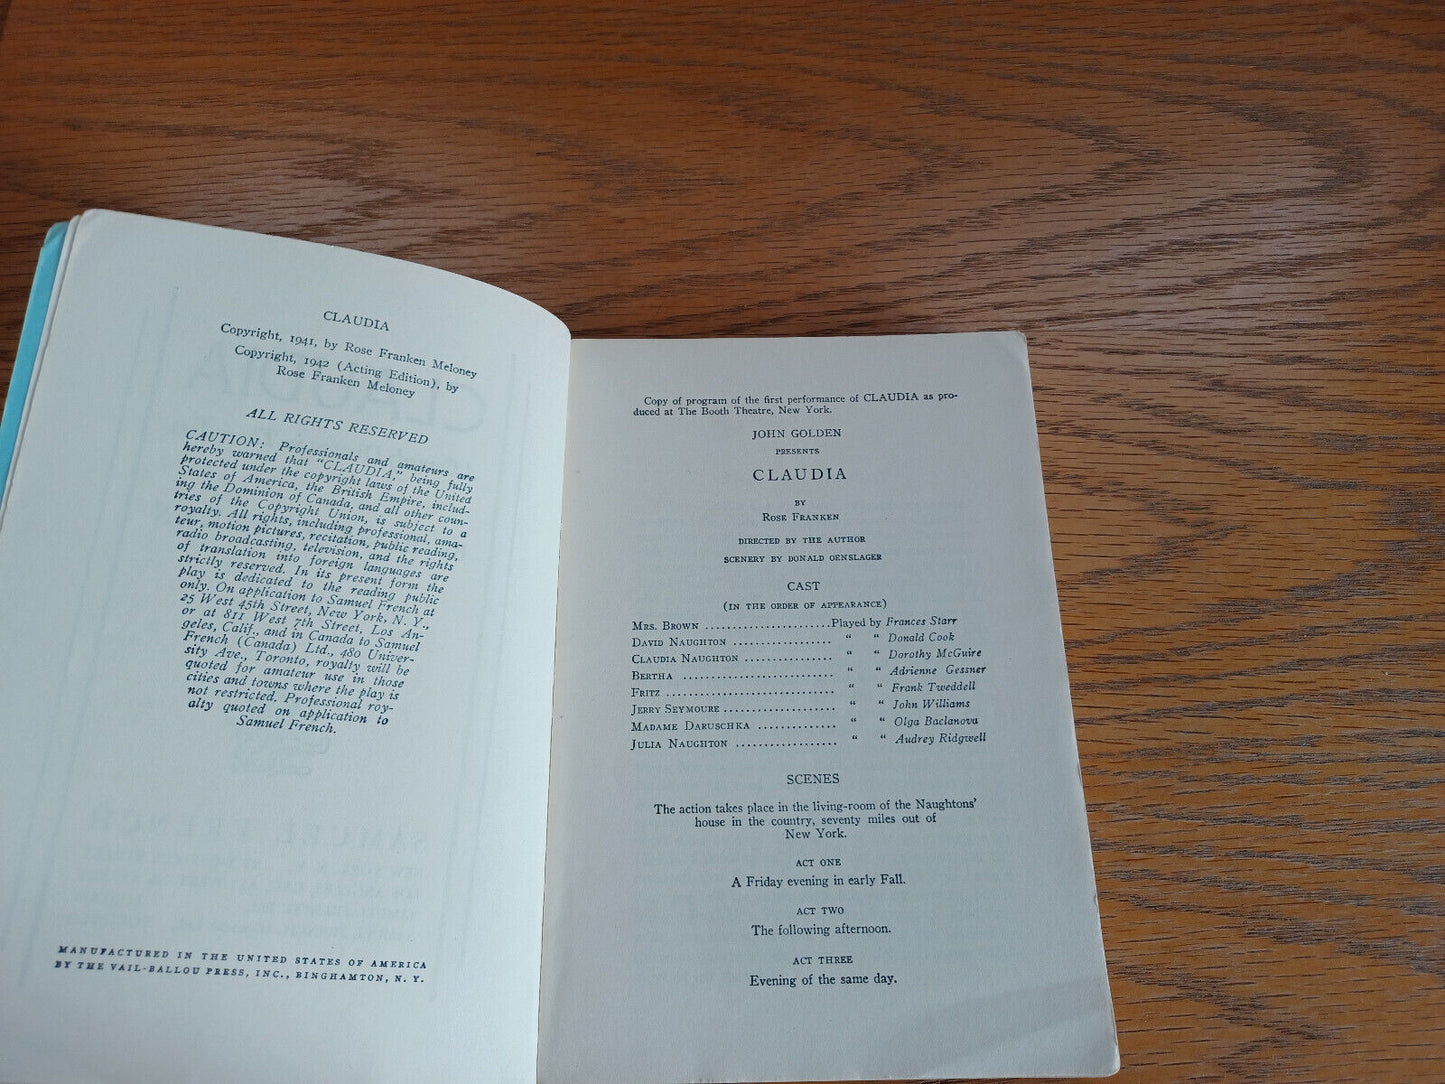 CLAUDIA
Copyright, 1941, by Rose Franken Meloney
Copyright, 1942 (Acting Edition), by
Rose Franken Meloney
ALL RIGHTS RESERVED
CAUTION: Professionals and amateurs are
hereby warned that "CLAUDIA," being fully
protected under the copyright laws of the United
States of America, the British Empire, includ-
ing the Dominion of Canada, and all other coun-
tries of the Copyright Union, is subject to a
royalty. All rights, including professional, ama-
teur, motion pictures, recitation, public reading,
radio broadcasting, television, and the rights
of translation into foreign languages are
strictly reserved. In its present form the
play is dedicated to the reading public
only. On application to Samuel French at
25 West 45th Street, New York, N. Y.,
or at 811 West 7th Street, Los An-
geles, Calif., and in Canada to Samuel
French (Canada) Ltd., 480 Univer-
sity Ave., Toronto, royalty will be
quoted for amateur use in those
cities and towns where the play is
not restricted. Professional roy-
alty quoted on application to
Samuel French.
MANUFACTURED IN THE UNITED STATES OF AMERICA
BY THE VAIL-BALLOU PRESS, INC., BINGHAMTON, N. Y.
Copy of program of the first performance of CLAUDIA as pro-
duced at The Booth Theatre, New York.
JOHN GOLDEN
PRESENTS
CLAUDIA
BY
ROSE FRANKEN
DIRECTED BY THE AUTHOR
SCENERY BY DONALD OENSLAGER
CAST
(IN THE ORDER OF APPEARANCE)
MRS. BROWN .......................Played by Frances Starr
DAVID NAUGHTON .................. " " Donald Cook
CLAUDIA NAUGHTON ................ " " Dorothy McGuire
BERTHA ........................... " " Adrienne Gessner
FRITZ .............................. " " Frank Tweddell
JERRY SEYMOURE .................... " " John Williams
MADAME DARUSCHKA .............. " " Olga Baclanova
JULIA NAUGHTON .................. " " Audrey Ridgwell
SCENES
The action takes place in the living-room of the Naughtons'
house in the country, seventy miles out of
New York.
ACT ONE
A Friday evening in early Fall.
ACT TWO
The following afternoon.
ACT THREE
Evening of the same day.